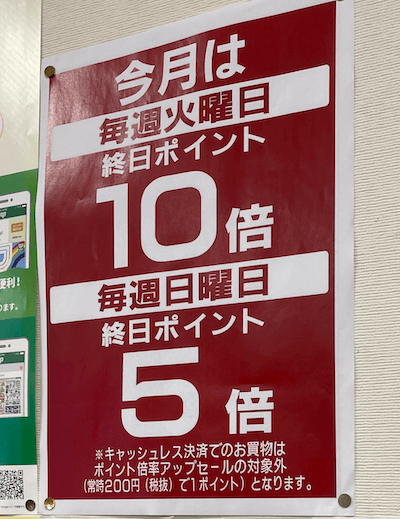 今月は
毎週火曜日
終日ポイント
10倍
毎週日曜日
終日ポイント
5倍
※キャッシュレス決済でのお買物は
ポイント倍率アップセールの対象外
(常時200円(税抜)で1ポイント)となります。
便利!
ます。